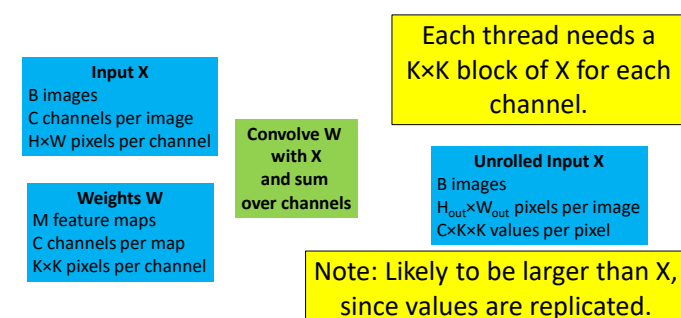 Each thread needs a
K×K block of X for each
channel.
Input X
B images
C channels per image
H×W pixels per channel
Convolve W
with X
and sum
over channels
Unrolled Input X
B images
Hout×Wout pixels per image
C×K×K values per pixel
Weights W
M feature maps
C channels per map
K×K pixels per channel
Note: Likely to be larger than X,
since values are replicated.